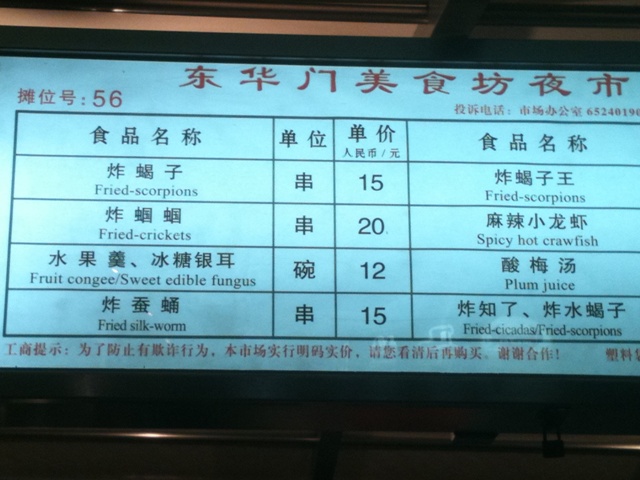 东华门美食坊夜市
摊位号:56
投诉电话:市场办公室 65240190
食品名称 单位 单价 食品名称
人民币/元
炸蝎子 串 15 炸蝎子王
Fried-scorpions Fried-scorpions
炸蝈蝈 串 20 麻辣小龙虾
Fried-crickets Spicy hot crawfish
水果羹、冰糖银耳 碗 12 酸梅汤
Fruit congee/Sweet edible fungus Plum juice
炸蚕蛹 串 15 炸知了、炸水蝎子
Fried silk-worm Fried-cicadas/Fried-scorpions
工商提示:为了防止有欺诈行为,本市场实行明码实价,请您看清后再购买。谢谢合作! 塑料